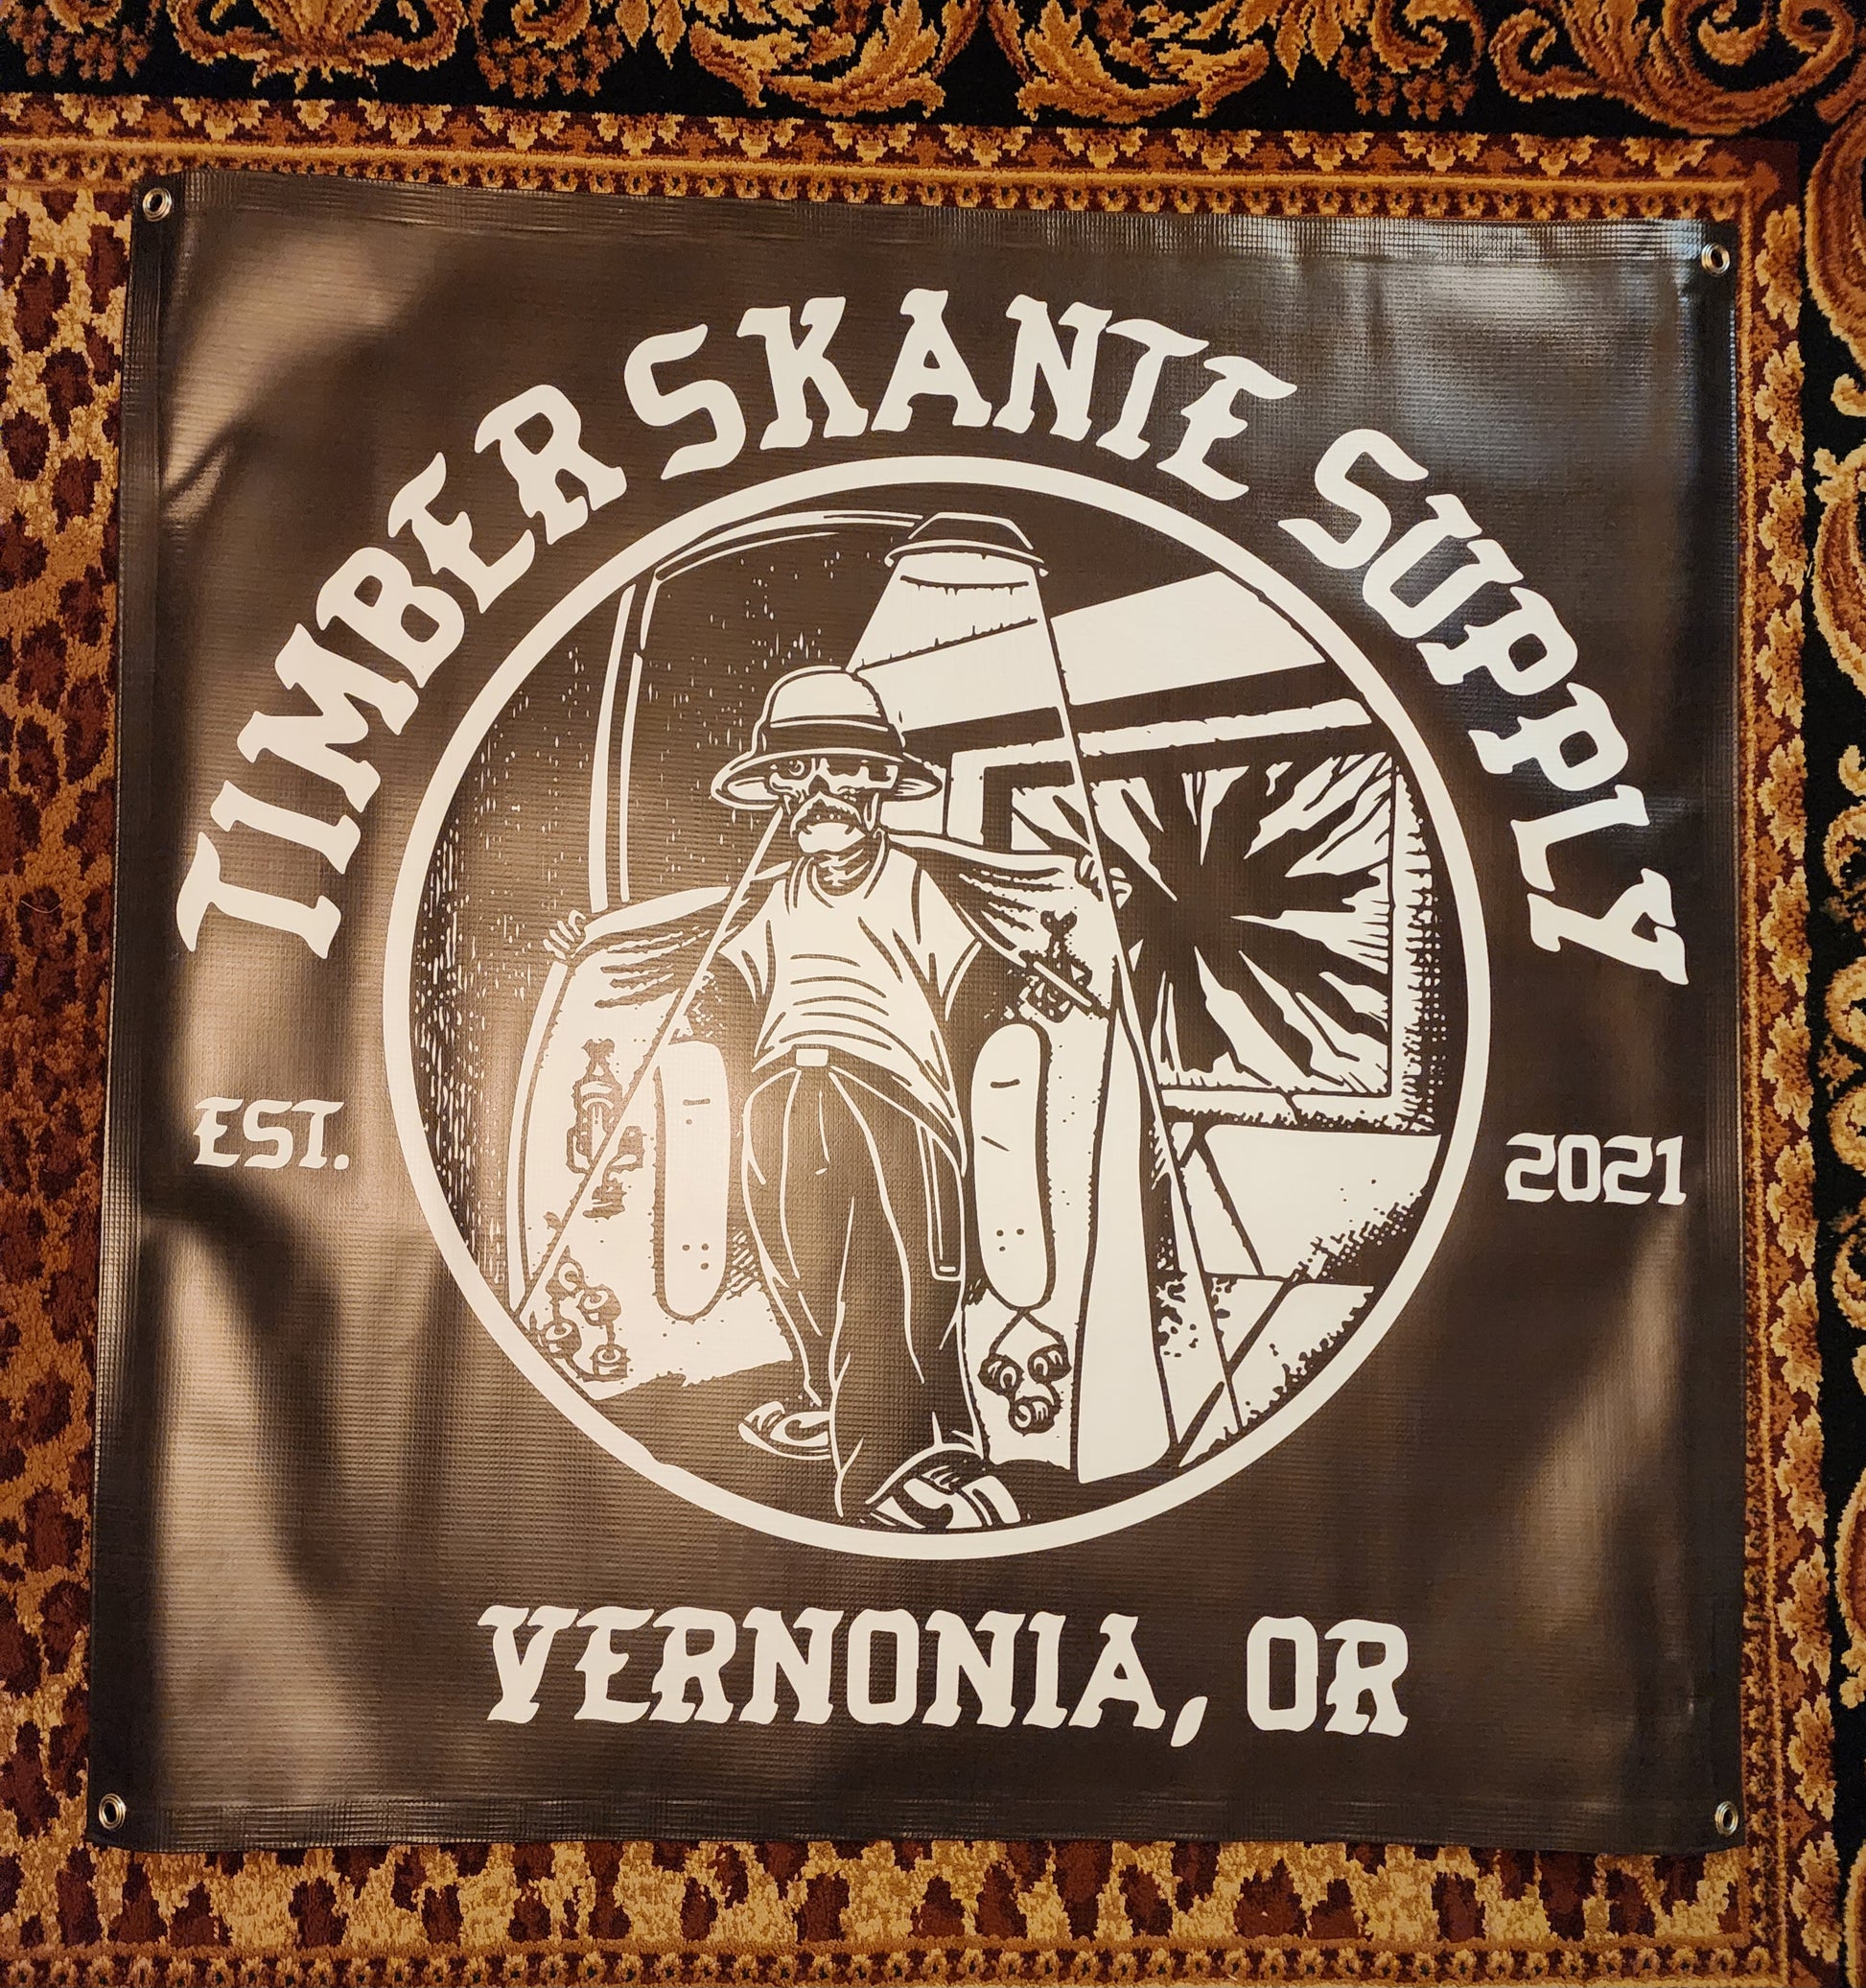 TIMBER SKANTE SUPPLY
EST.
2021
VERNONIA, OR